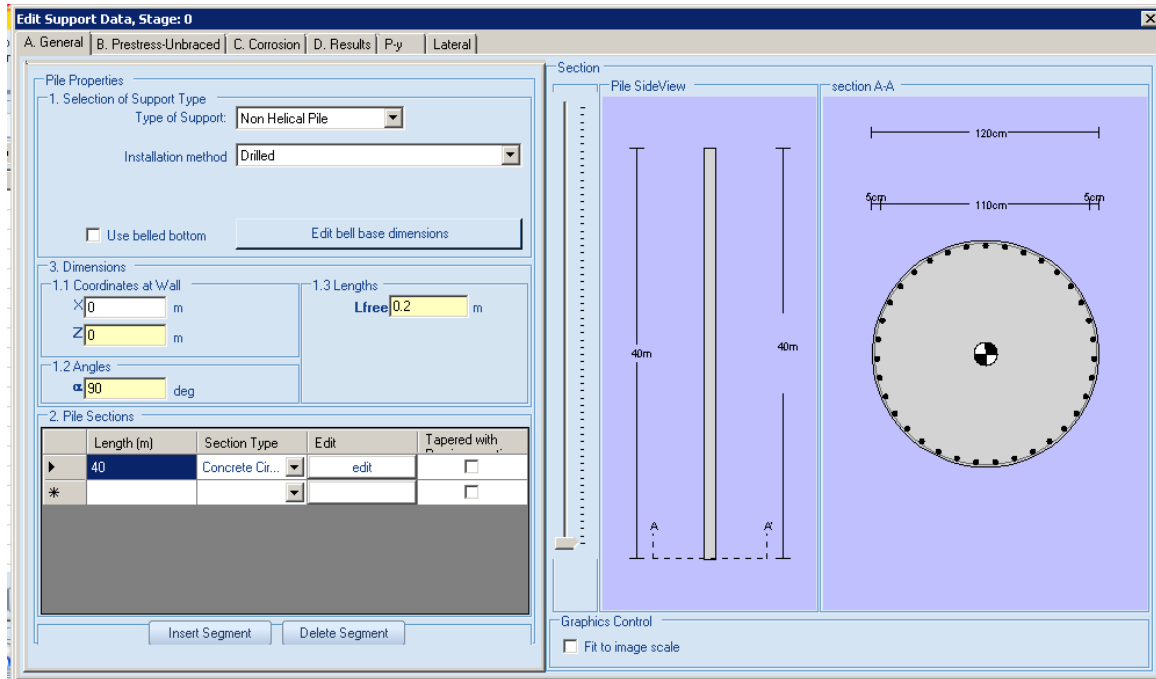 Edit Support Data, Stage: 0
A. General B. Prestress-Unbraced C. Corrosion D. Results P-y Lateral
Pile Properties
1. Selection of Support Type
Type of Support: Non Helical Pile
Installation method Drilled
Use belled bottom Edit bell base dimensions
3. Dimensions
1.1 Coordinates at Wall
X 0 m
Z 0 m
1.3 Lengths
Lfree 0.2 m
1.2 Angles
α 90 deg
2. Pile Sections
Length (m) Section Type Edit Tapered with
40 Concrete Cir... edit
Insert Segment Delete Segment
Section
Pile SideView
40m 40m
A A'
section A-A
120cm
5cm 110cm 5cm
Graphics Control
Fit to image scale